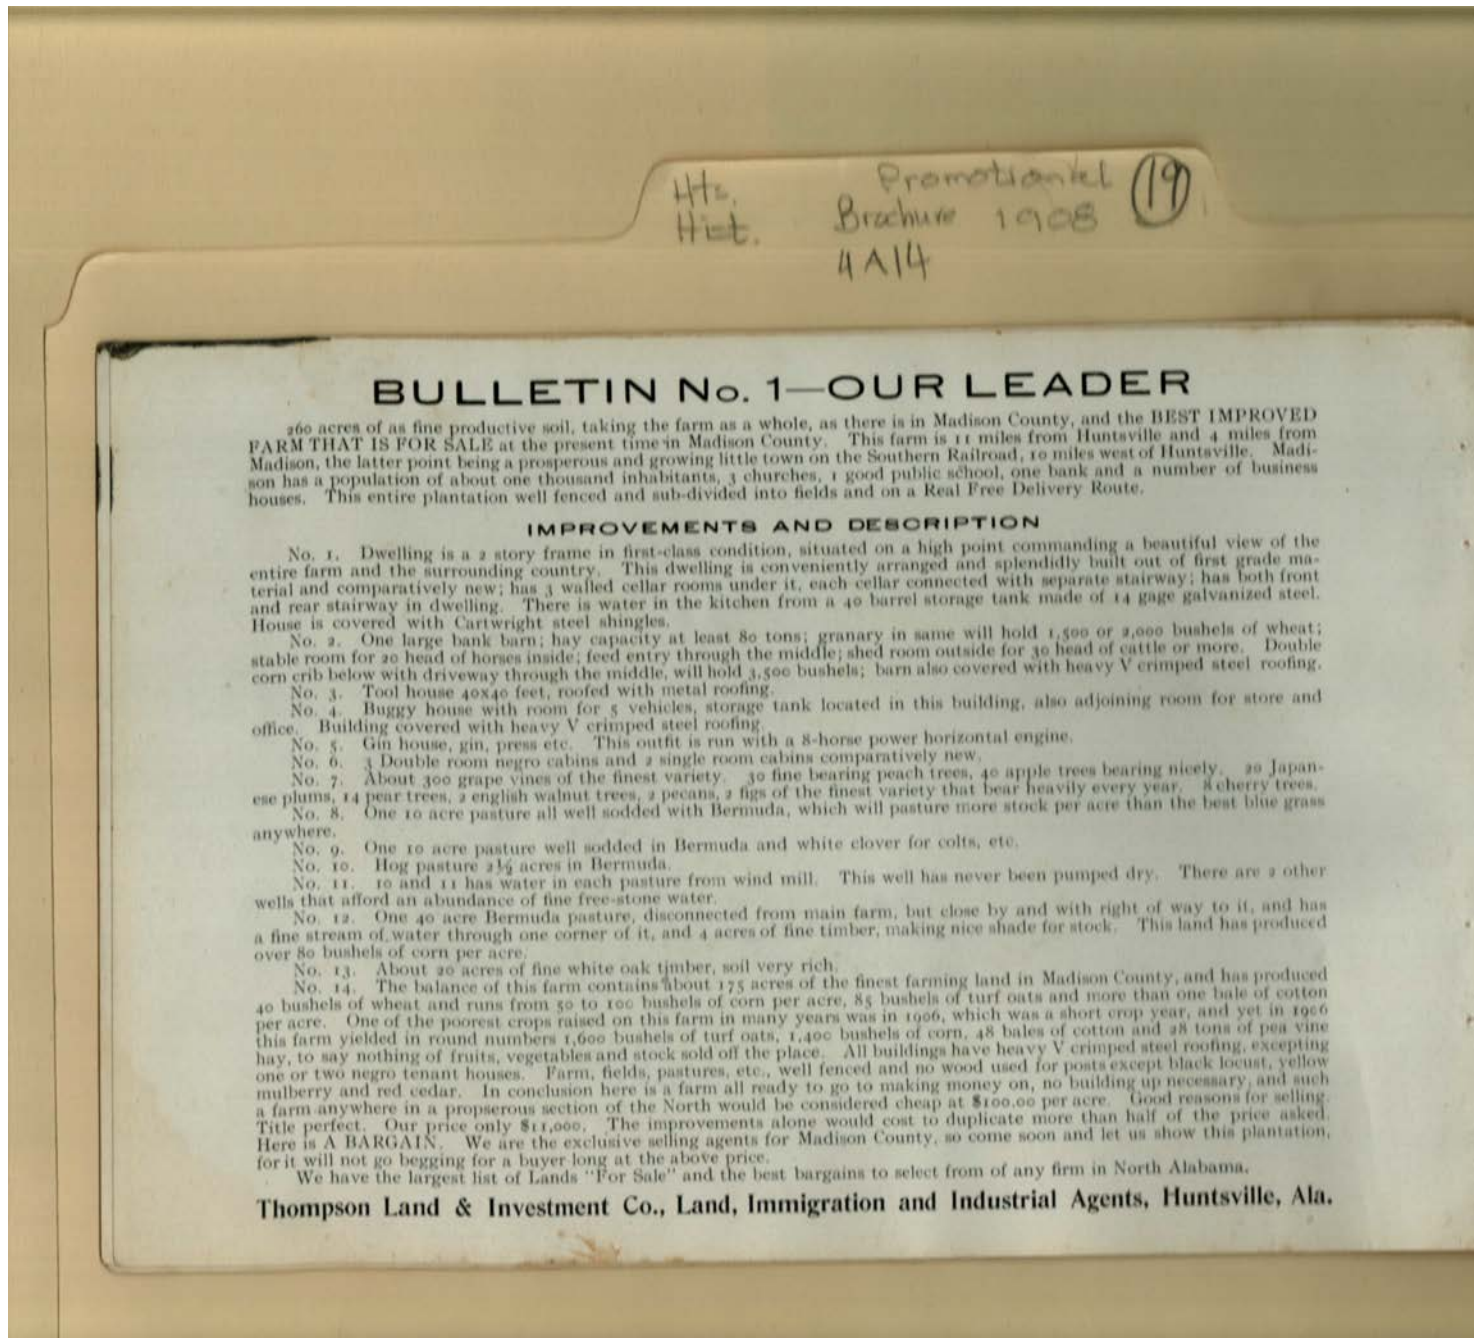 Hts. Promotional (19)
Hist. Brochure 1908
4A14
BULLETIN No. 1—OUR LEADER
260 acres of as fine productive soil, taking the farm as a whole, as there is in Madison County, and the BEST IMPROVED
FARM THAT IS FOR SALE at the present time in Madison County. This farm is 11 miles from Huntsville and 4 miles from
Madison, the latter point being a prosperous and growing little town on the Southern Railroad, 10 miles west of Huntsville. Madi-
son has a population of about one thousand inhabitants, 3 churches, 1 good public school, one bank and a number of business
houses. This entire plantation well fenced and sub-divided into fields and on a Real Free Delivery Route.
IMPROVEMENTS AND DESCRIPTION
No. 1. Dwelling is a 2 story frame in first-class condition, situated on a high point commanding a beautiful view of the
entire farm and the surrounding country. This dwelling is conveniently arranged and splendidly built out of first grade ma-
terial and comparatively new; has 3 walled cellar rooms under it, each cellar connected with separate stairway; has both front
and rear stairway in dwelling. There is water in the kitchen from a 40 barrel storage tank made of 14 gage galvanized steel.
House is covered with Cartwright steel shingles.
No. 2. One large bank barn; hay capacity at least 80 tons; granary in same will hold 1,500 or 2,000 bushels of wheat;
stable room for 20 head of horses inside; feed entry through the middle; shed room outside for 30 head of cattle or more. Double
corn crib below with driveway through the middle, will hold 3,500 bushels; barn also covered with heavy V crimped steel roofing.
No. 3. Tool house 40x40 feet, roofed with metal roofing.
No. 4. Buggy house with room for 5 vehicles, storage tank located in this building, also adjoining room for store and
office. Building covered with heavy V crimped steel roofing.
No. 5. Gin house, gin, press etc. This outfit is run with a 8-horse power horizontal engine.
No. 6. 3 Double room negro cabins and 2 single room cabins comparatively new.
No. 7. About 300 grape vines of the finest variety. 30 fine bearing peach trees, 40 apple trees bearing nicely. 20 Japan-
ese plums, 14 pear trees, 2 english walnut trees, 2 pecans, 2 figs of the finest variety that bear heavily every year. 8 cherry trees.
No. 8. One 10 acre pasture all well sodded with Bermuda, which will pasture more stock per acre than the best blue grass
anywhere.
No. 9. One 10 acre pasture well sodded in Bermuda and white clover for colts, etc.
No. 10. Hog pasture 2½ acres in Bermuda.
No. 11. 10 and 11 has water in each pasture from wind mill. This well has never been pumped dry. There are 2 other
wells that afford an abundance of fine free-stone water.
No. 12. One 40 acre Bermuda pasture, disconnected from main farm, but close by and with right of way to it, and has
a fine stream of water through one corner of it, and 4 acres of fine timber, making nice shade for stock. This land has produced
over 80 bushels of corn per acre.
No. 13. About 20 acres of fine white oak timber, soil very rich.
No. 14. The balance of this farm contains about 175 acres of the finest farming land in Madison County, and has produced
40 bushels of wheat and runs from 50 to 100 bushels of corn per acre, 85 bushels of turf oats and more than one bale of cotton
per acre. One of the poorest crops raised on this farm in many years was in 1906, which was a short crop year, and yet in 1906
this farm yielded in round numbers 1,600 bushels of turf oats, 1,400 bushels of corn, 48 bales of cotton and 28 tons of pea vine
hay, to say nothing of fruits, vegetables and stock sold off the place. All buildings have heavy V crimped steel roofing, excepting
one or two negro tenant houses. Farm, fields, pastures, etc., well fenced and no wood used for posts except black locust, yellow
mulberry and red cedar. In conclusion here is a farm all ready to go to making money on, no building up necessary, and such
a farm anywhere in a propserous section of the North would be considered cheap at $100.00 per acre. Good reasons for selling.
Title perfect. Our price only $11,000. The improvements alone would cost to duplicate more than half of the price asked.
Here is A BARGAIN. We are the exclusive selling agents for Madison County, so come soon and let us show this plantation,
for it will not go begging for a buyer long at the above price.
We have the largest list of Lands "For Sale" and the best bargains to select from of any firm in North Alabama.
Thompson Land & Investment Co., Land, Immigration and Industrial Agents, Huntsville, Ala.